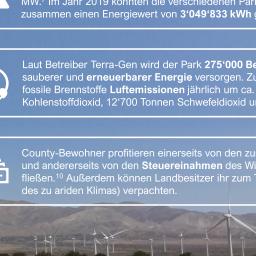 MW.⁷ Im Jahr 2019 konnten die verschiedenen Park
zusammen einen Energiewert von 3'049'833 kWh
Laut Betreiber Terra-Gen wird der Park 275'000 Be
sauberer und erneuerbarer Energie versorgen. Zu
fossile Brennstoffe Luftemissionen jährlich um ca.
Kohlenstoffdioxid, 12'700 Tonnen Schwefeldioxid u
County-Bewohner profitieren einerseits von den zu
und andererseits von den Steuereinahmen des Wi
fließen.¹⁰ Außerdem können Landbesitzer ihr zum T
des zu ariden Klimas) verpachten.